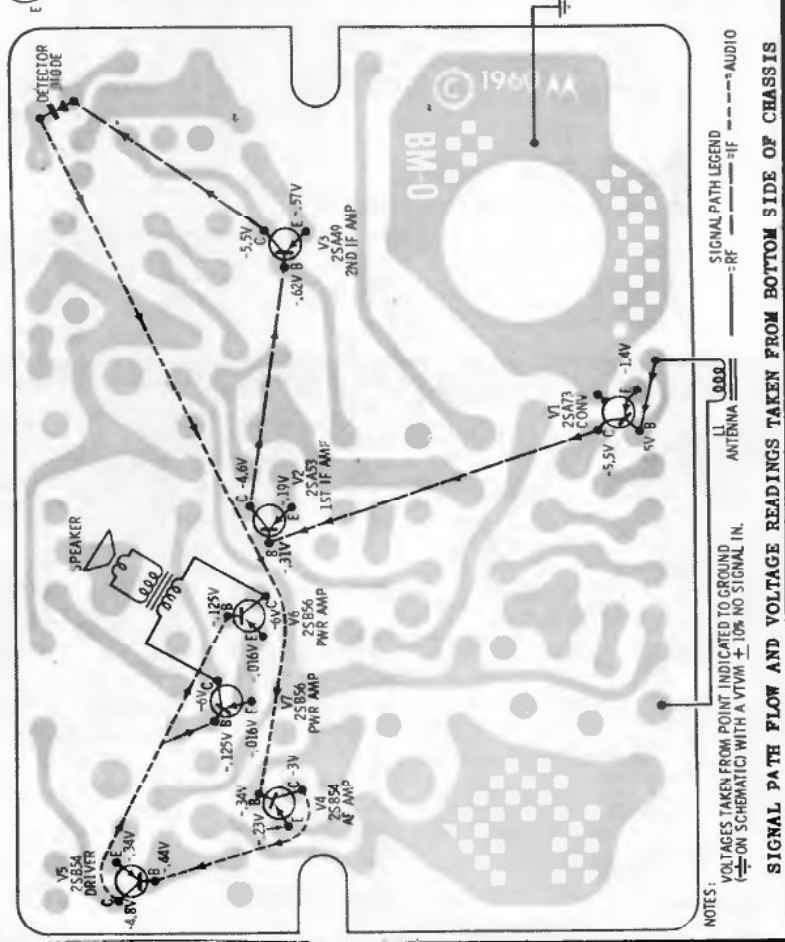 E
DETECTOR
DIODE
© 1960 AA
BM-0
-5.5V
C
E -.57V
-.62V B
V3
2SA49
2ND IF AMP
SPEAKER
C -4.6V
-.19V
E
B
-.31V
V2
2SA53
1ST IF AMP
-1.4V
E
V1
2SA73
CONV
-5.5V C
.5V B
L1
ANTENNA
-.125V
B
-6V C
E
-.016V
V6
2SB56
PWR AMP
-6V C
B
-.125V
-.016V E
V7
2SB56
PWR AMP
-.34V
B
C -3V
-.23V
E
V4
2SB54
AF AMP
V5
2SB54
DRIVER
E
-.34V
B
-.44V
C
-4.8V
NOTES:
VOLTAGES TAKEN FROM POINT INDICATED TO GROUND
(⏚ ON SCHEMATIC) WITH A VTVM ± 10% NO SIGNAL IN.
SIGNAL PATH LEGEND
=RF =IF =AUDIO
SIGNAL PATH FLOW AND VOLTAGE READINGS TAKEN FROM BOTTOM SIDE OF CHASSIS